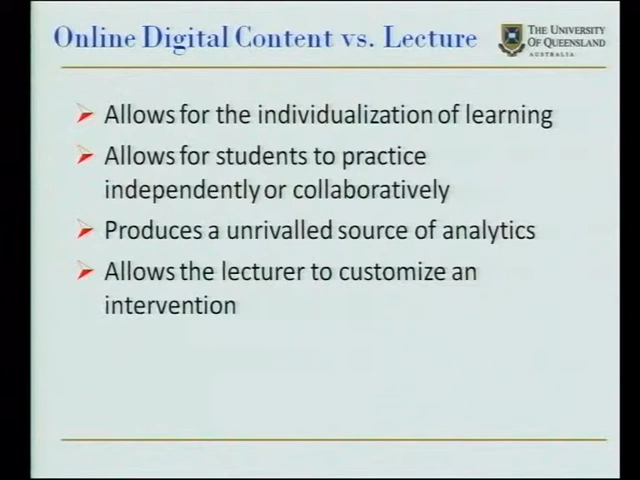 Online Digital Content vs. Lecture
THE UNIVERSITY
OF QUEENSLAND
AUSTRALIA
Allows for the individualization of learning
Allows for students to practice
independently or collaboratively
Produces a unrivalled source of analytics
Allows the lecturer to customize an
intervention